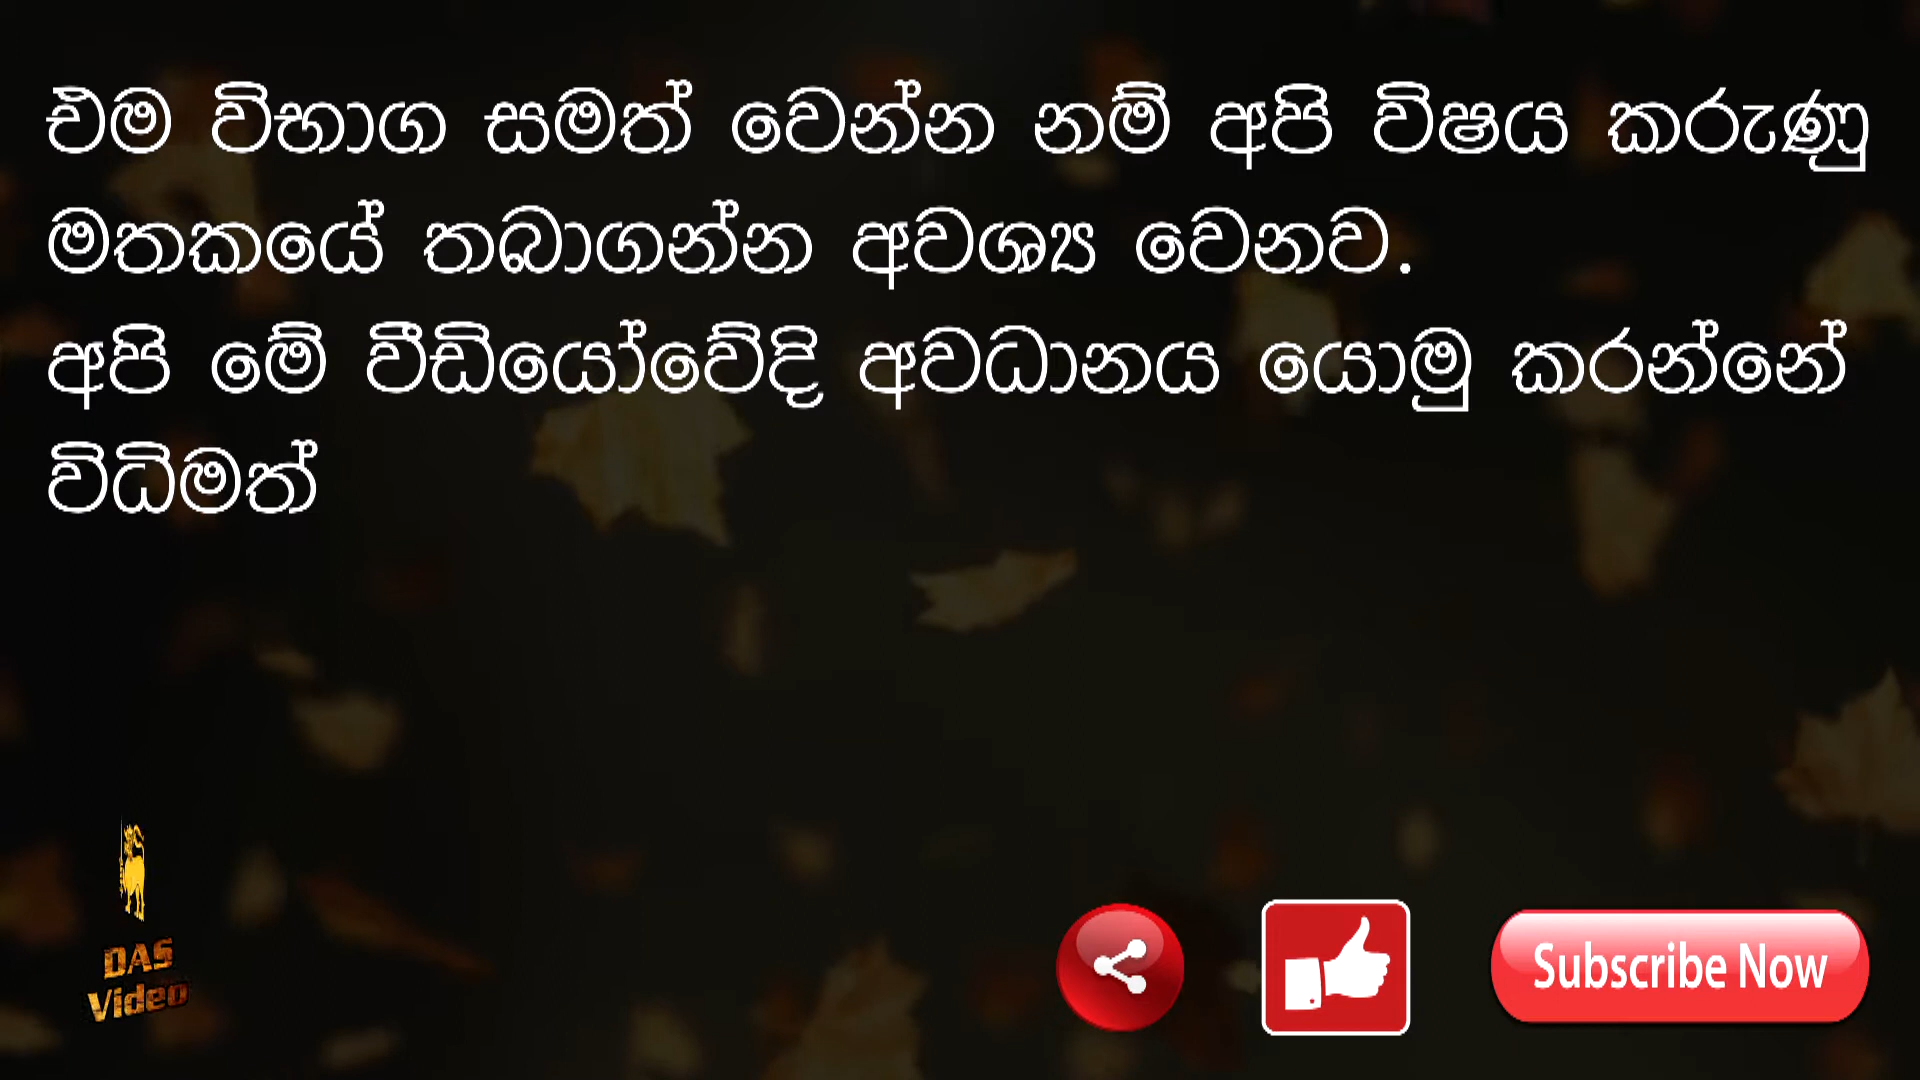 එම විභාග සමත් වෙන්න නම් අපි විෂය කරුණු
මතකයේ තබාගන්න අවශ්‍ය වෙනව.
අපි මේ වීඩියෝවේදි අවධානය යොමු කරන්නේ
විධිමත්
DAS
Video
Subscribe Now